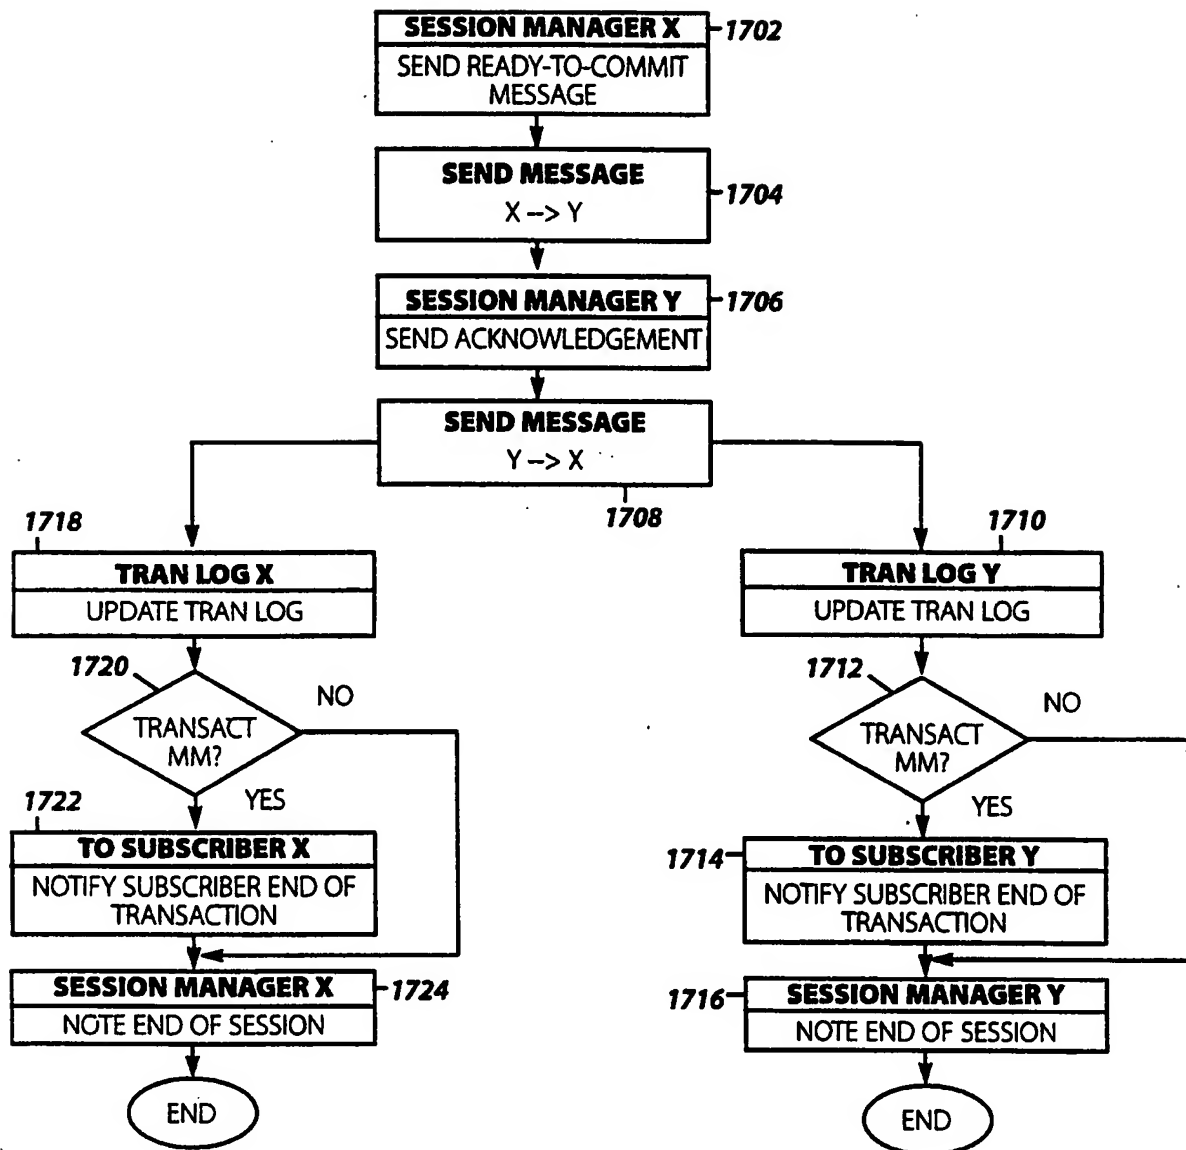 SESSION MANAGER X
1702
SEND READY-TO-COMMIT
MESSAGE
SEND MESSAGE
1704
X --> Y
SESSION MANAGER Y
1706
SEND ACKNOWLEDGEMENT
SEND MESSAGE
Y --> X
1708
1718
TRAN LOG X
UPDATE TRAN LOG
1720
NO
TRANSACT
MM?
YES
1722
TO SUBSCRIBER X
NOTIFY SUBSCRIBER END OF
TRANSACTION
SESSION MANAGER X
1724
NOTE END OF SESSION
END
1710
TRAN LOG Y
UPDATE TRAN LOG
1712
NO
TRANSACT
MM?
YES
1714
TO SUBSCRIBER Y
NOTIFY SUBSCRIBER END OF
TRANSACTION
1716
SESSION MANAGER Y
NOTE END OF SESSION
END